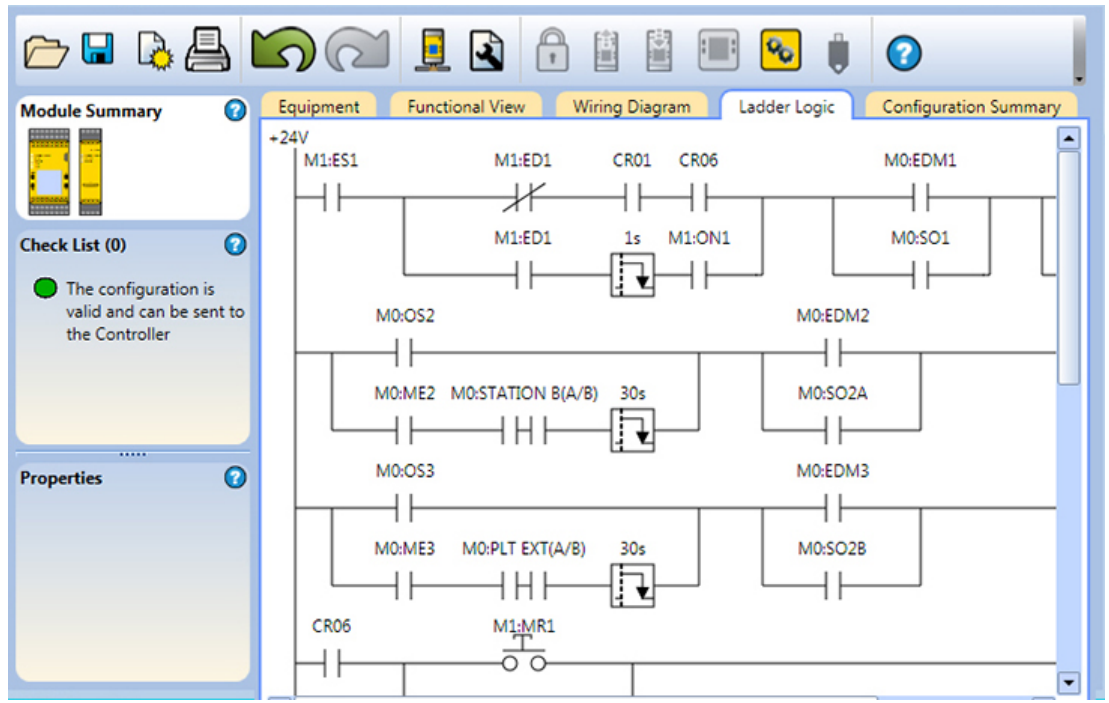 Module Summary
Check List (0)
The configuration is
valid and can be sent to
the Controller
Properties
Equipment
Functional View
Wiring Diagram
Ladder Logic
Configuration Summary
+24V
M1:ES1
M1:ED1
CR01
CR06
M0:EDM1
M1:ED1
1s
M1:ON1
M0:SO1
M0:OS2
M0:EDM2
M0:ME2
M0:STATION B(A/B)
30s
M0:SO2A
M0:OS3
M0:EDM3
M0:ME3
M0:PLT EXT(A/B)
30s
M0:SO2B
CR06
M1:MR1